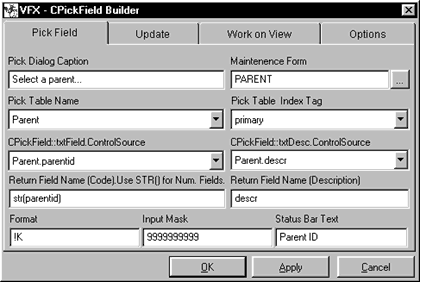 VFX - CPickField Builder
Pick Field Update Work on View Options
Pick Dialog Caption Maintenence Form
Select a parent... PARENT ...
Pick Table Name Pick Table Index Tag
Parent primary
CPickField::txtField.ControlSource CPickField::txtDesc.ControlSource
Parent.parentid Parent.descr
Return Field Name (Code).Use STR() for Num. Fields. Return Field Name (Description)
str(parentid) descr
Format Input Mask Status Bar Text
!K 9999999999 Parent ID
OK Apply Cancel